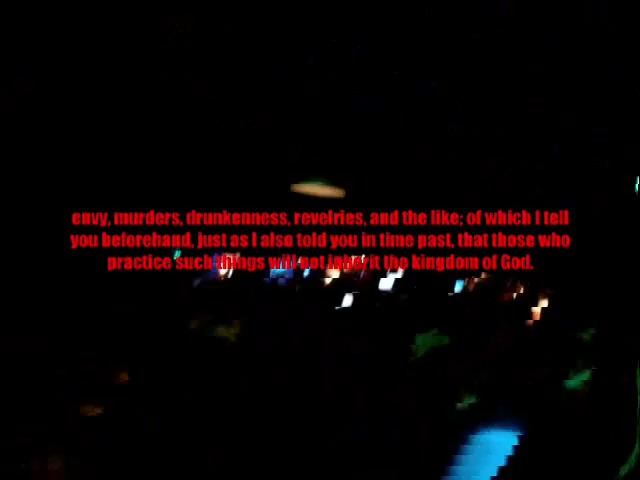 envy, murders, drunkenness, revelries, and the like; of which I tell
you beforehand, just as I also told you in time past, that those who
practice such things will not inherit the kingdom of God.